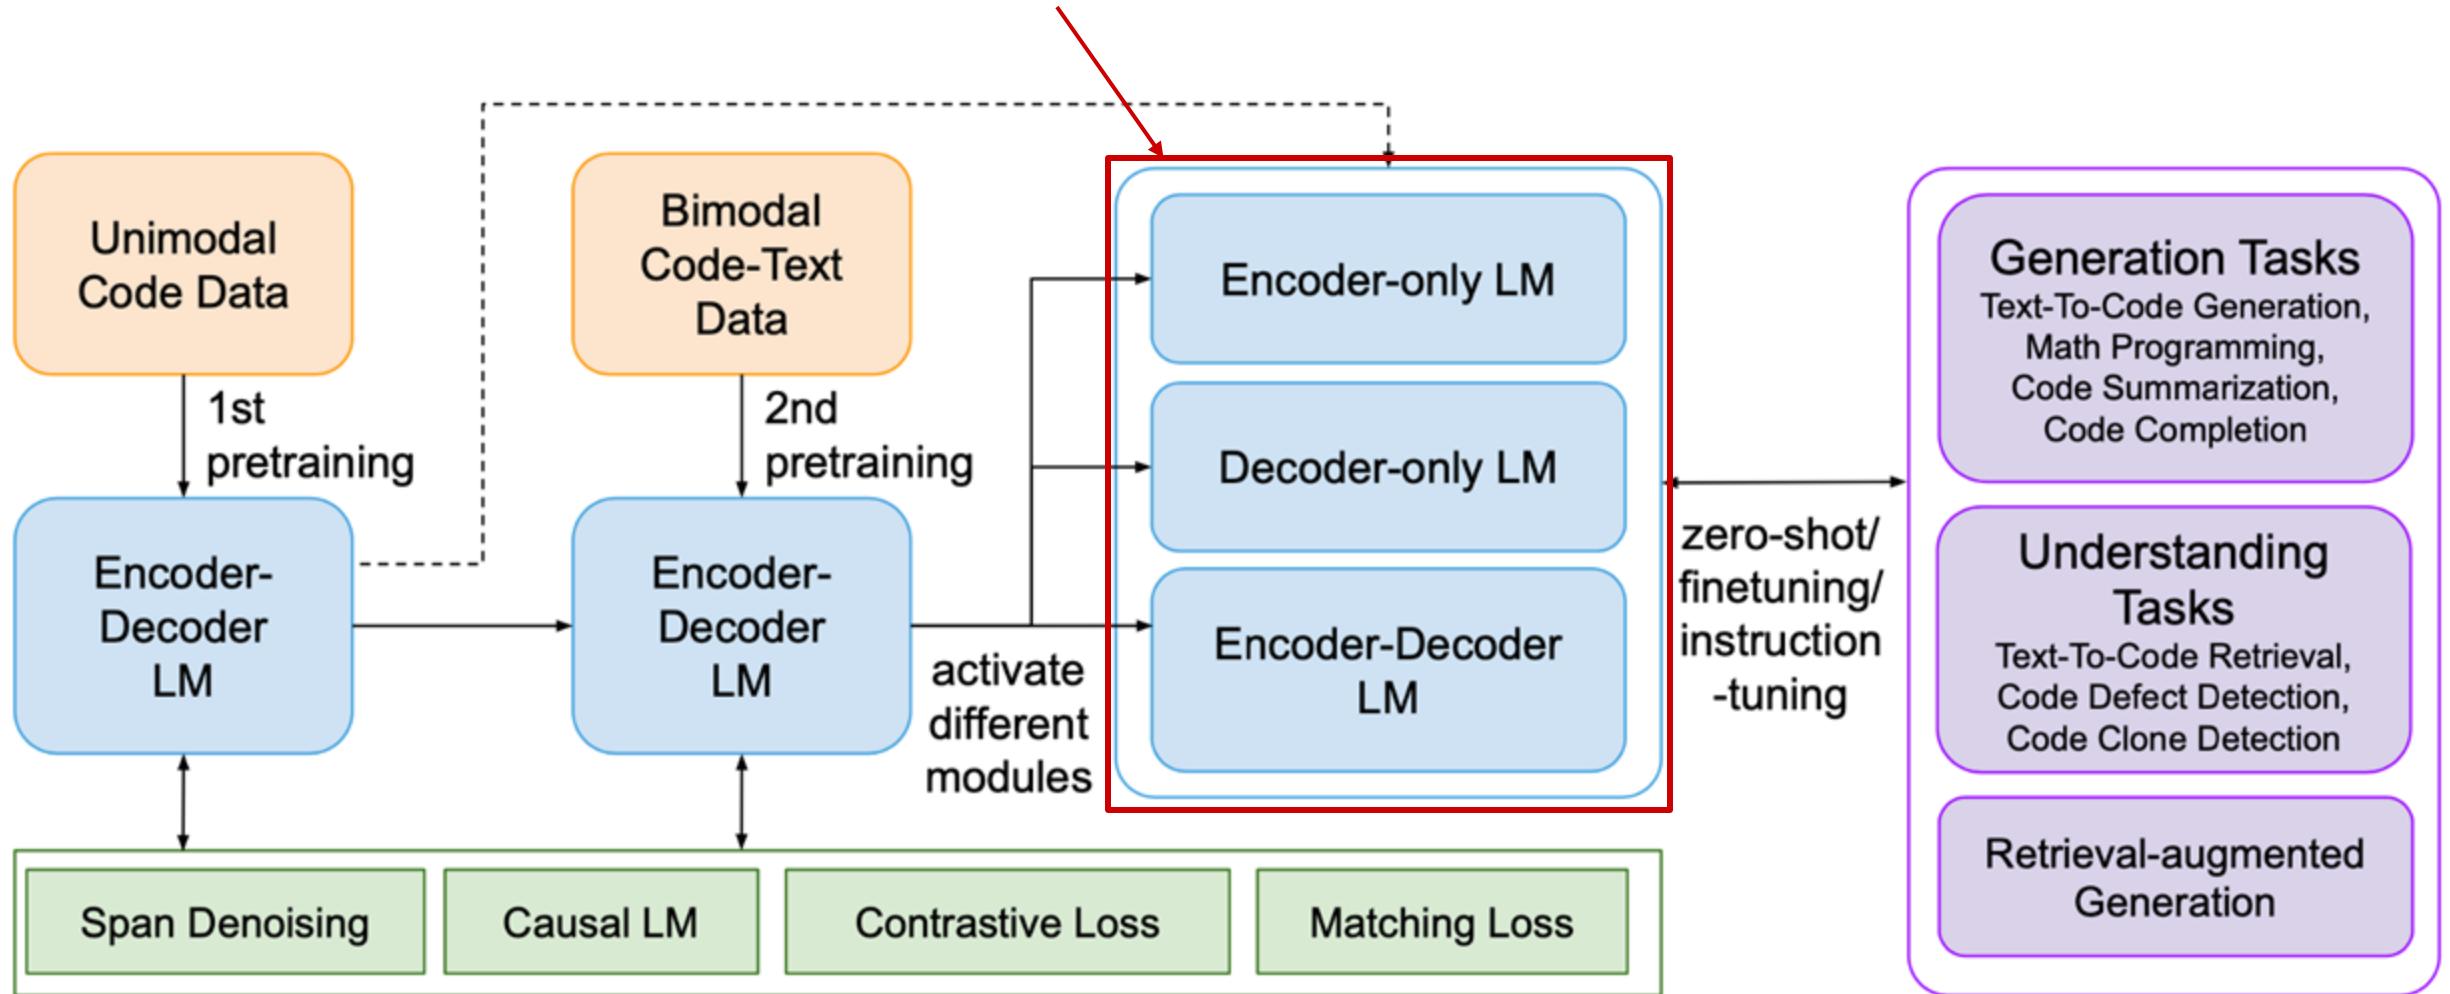 Unimodal
Code Data
1st
pretraining
Encoder-
Decoder
LM
Bimodal
Code-Text
Data
2nd
pretraining
Encoder-
Decoder
LM
activate
different
modules
Encoder-only LM
Decoder-only LM
Encoder-Decoder
LM
zero-shot/
finetuning/
instruction
-tuning
Generation Tasks
Text-To-Code Generation,
Math Programming,
Code Summarization,
Code Completion
Understanding
Tasks
Text-To-Code Retrieval,
Code Defect Detection,
Code Clone Detection
Retrieval-augmented
Generation
Span Denoising
Causal LM
Contrastive Loss
Matching Loss